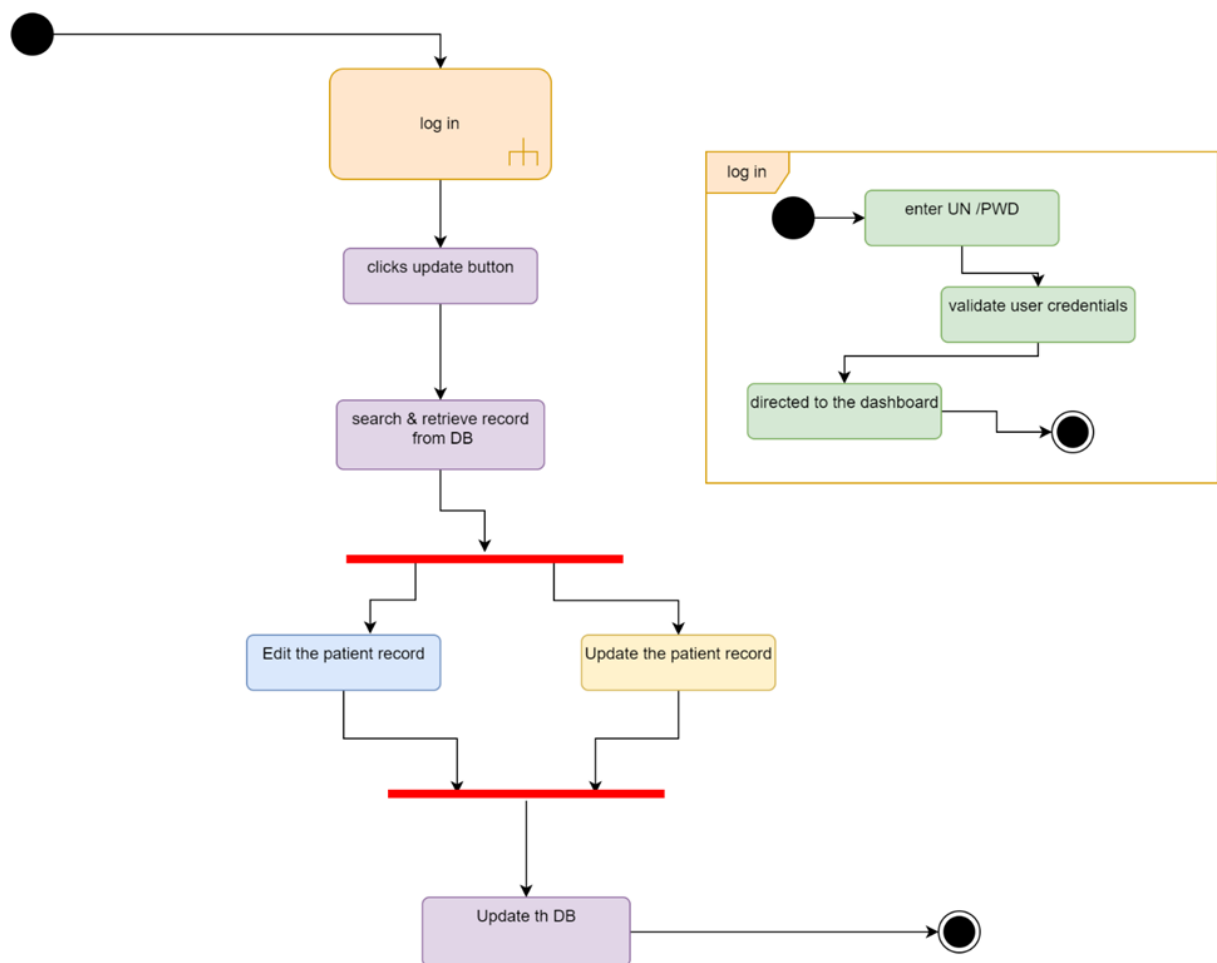 log in
log in
enter UN /PWD
validate user credentials
directed to the dashboard
clicks update button
search & retrieve record
from DB
Edit the patient record
Update the patient record
Update th DB